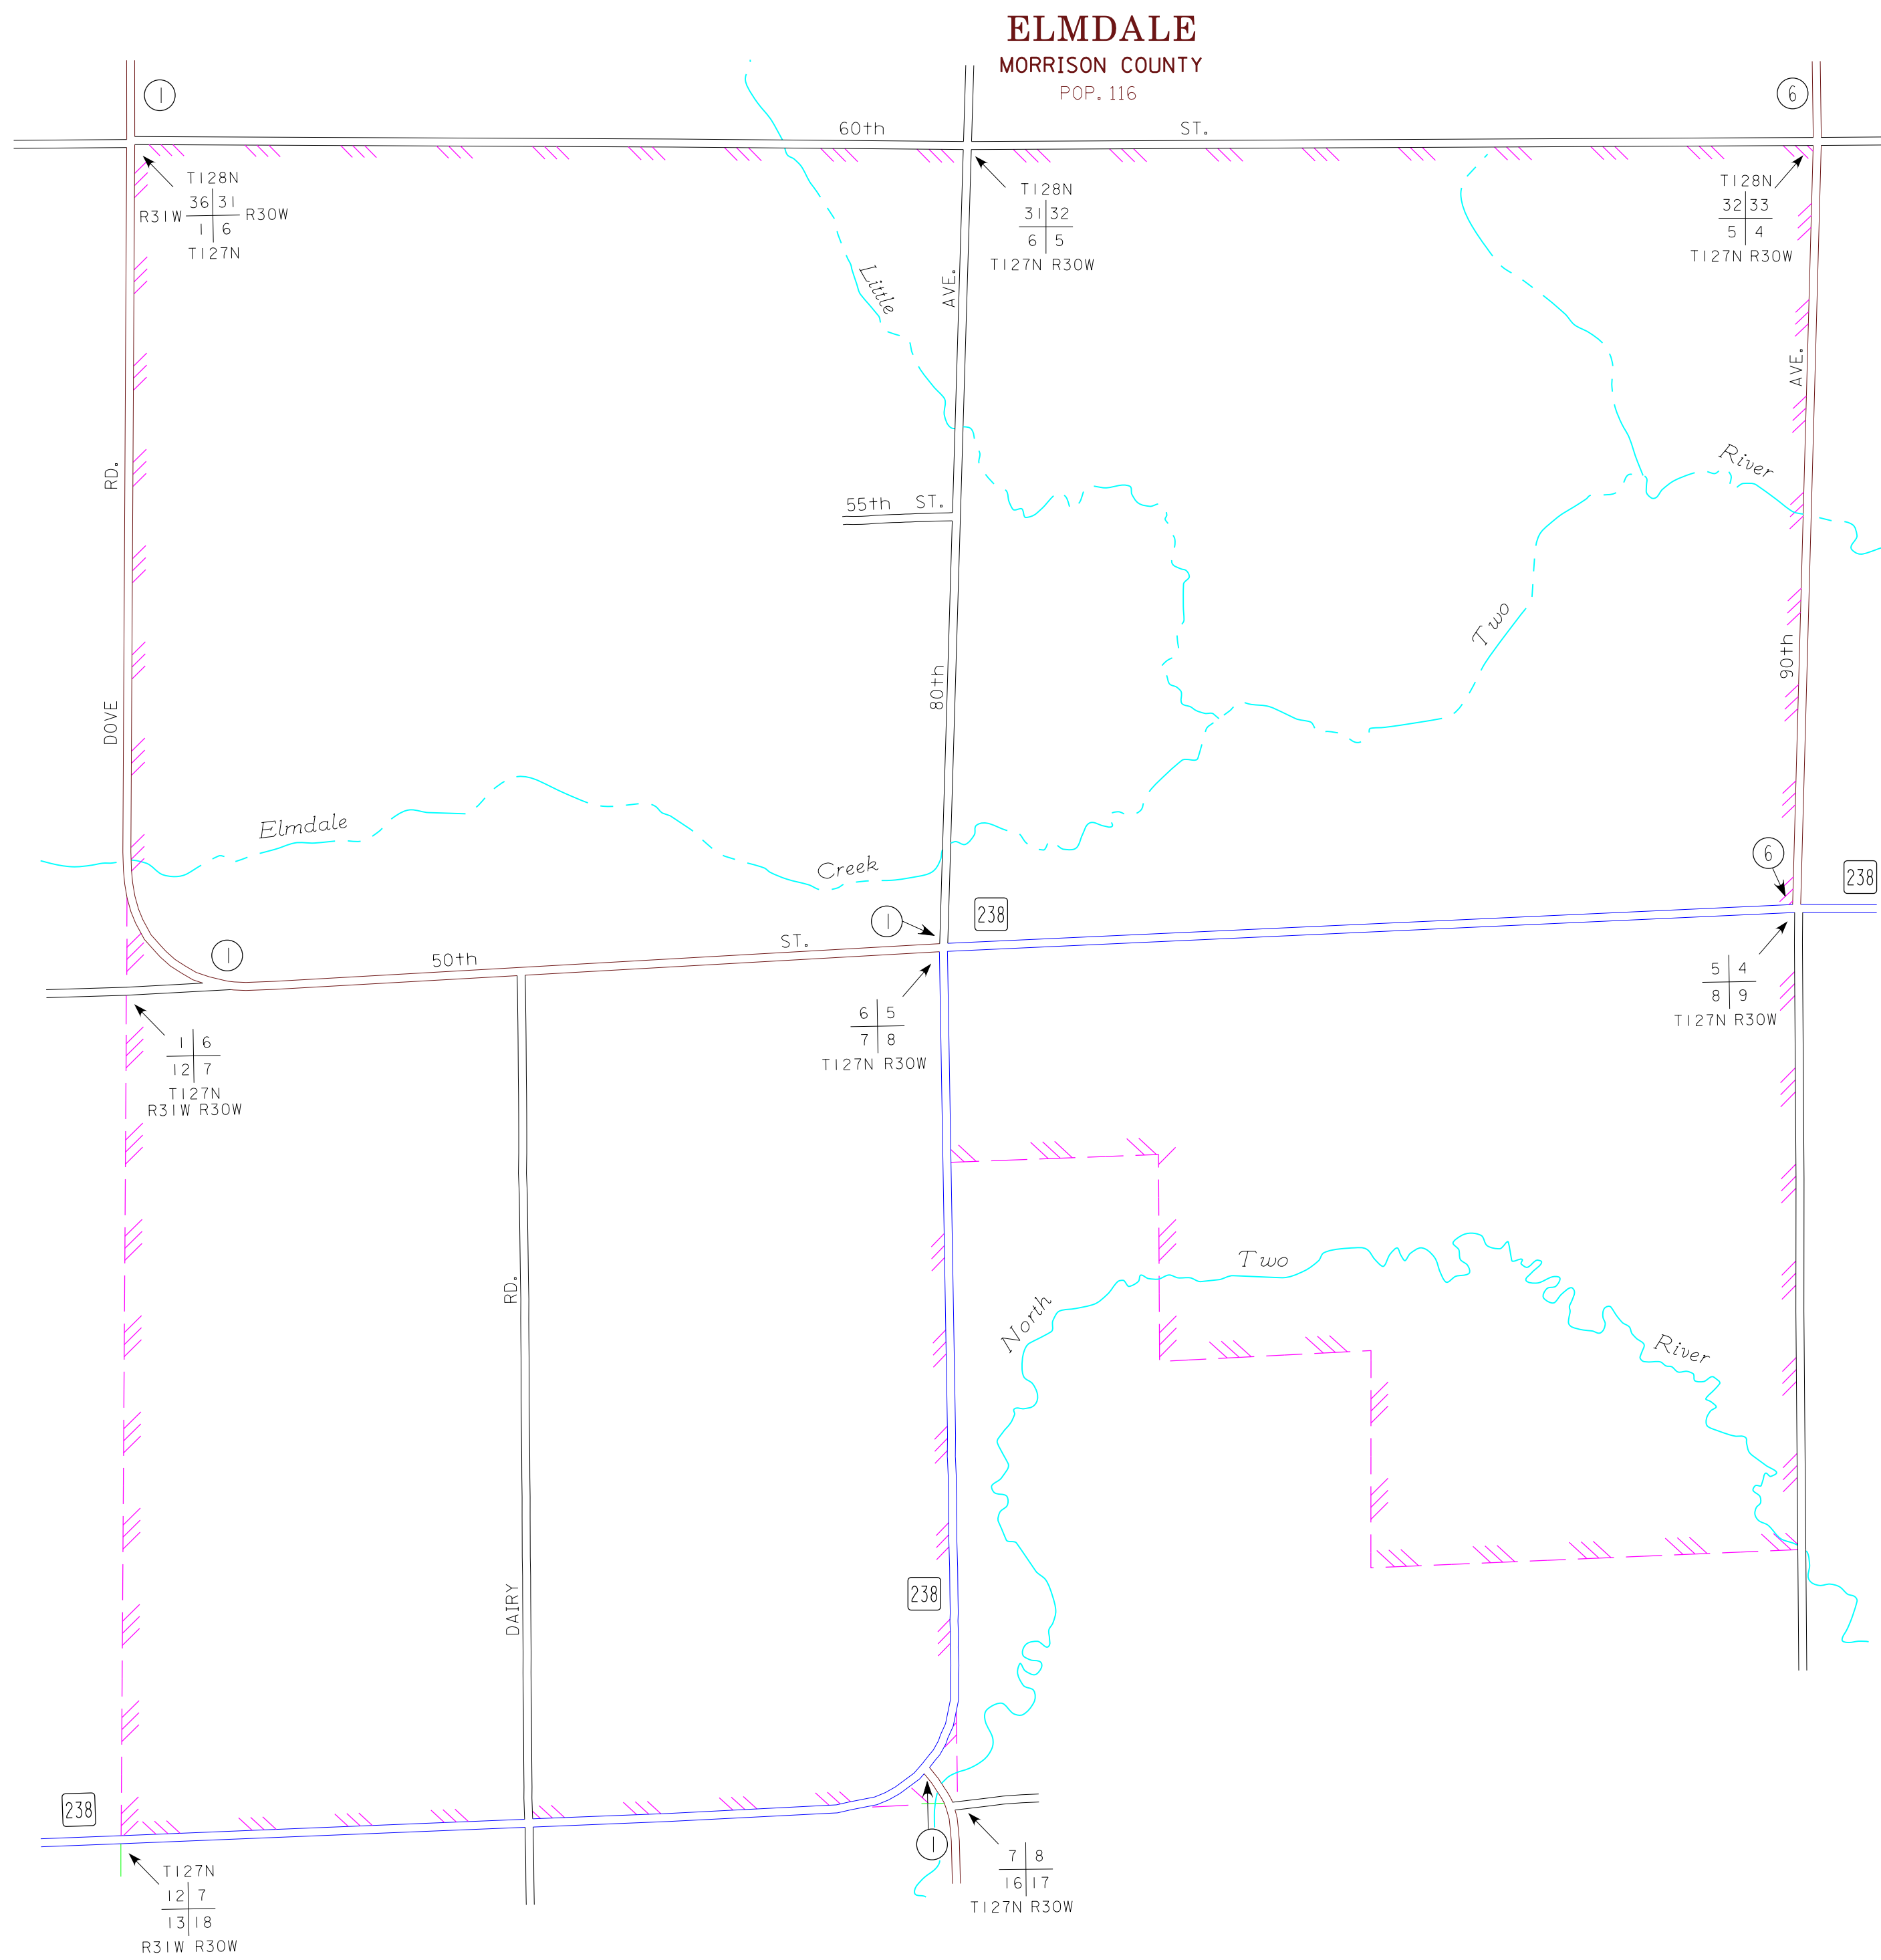 ELMDALE
MORRISON COUNTY
POP. 116
1
6
60th ST.
T128N
36 31
R31W R30W
1 6
T127N
T128N
31 32
6 5
T127N R30W
T128N
32 33
5 4
T127N R30W
Little
AVE.
AVE.
RD.
River
55th ST.
Two
80th
90th
DOVE
Elmdale
Creek
6
238
1
238
1
50th ST.
5 4
8 9
T127N R30W
6 5
7 8
T127N R30W
1 6
12 7
T127N
R31W R30W
Two
RD.
North
River
DAIRY
238
238
1
7 8
16 17
T127N R30W
T127N
12 7
13 18
R31W R30W